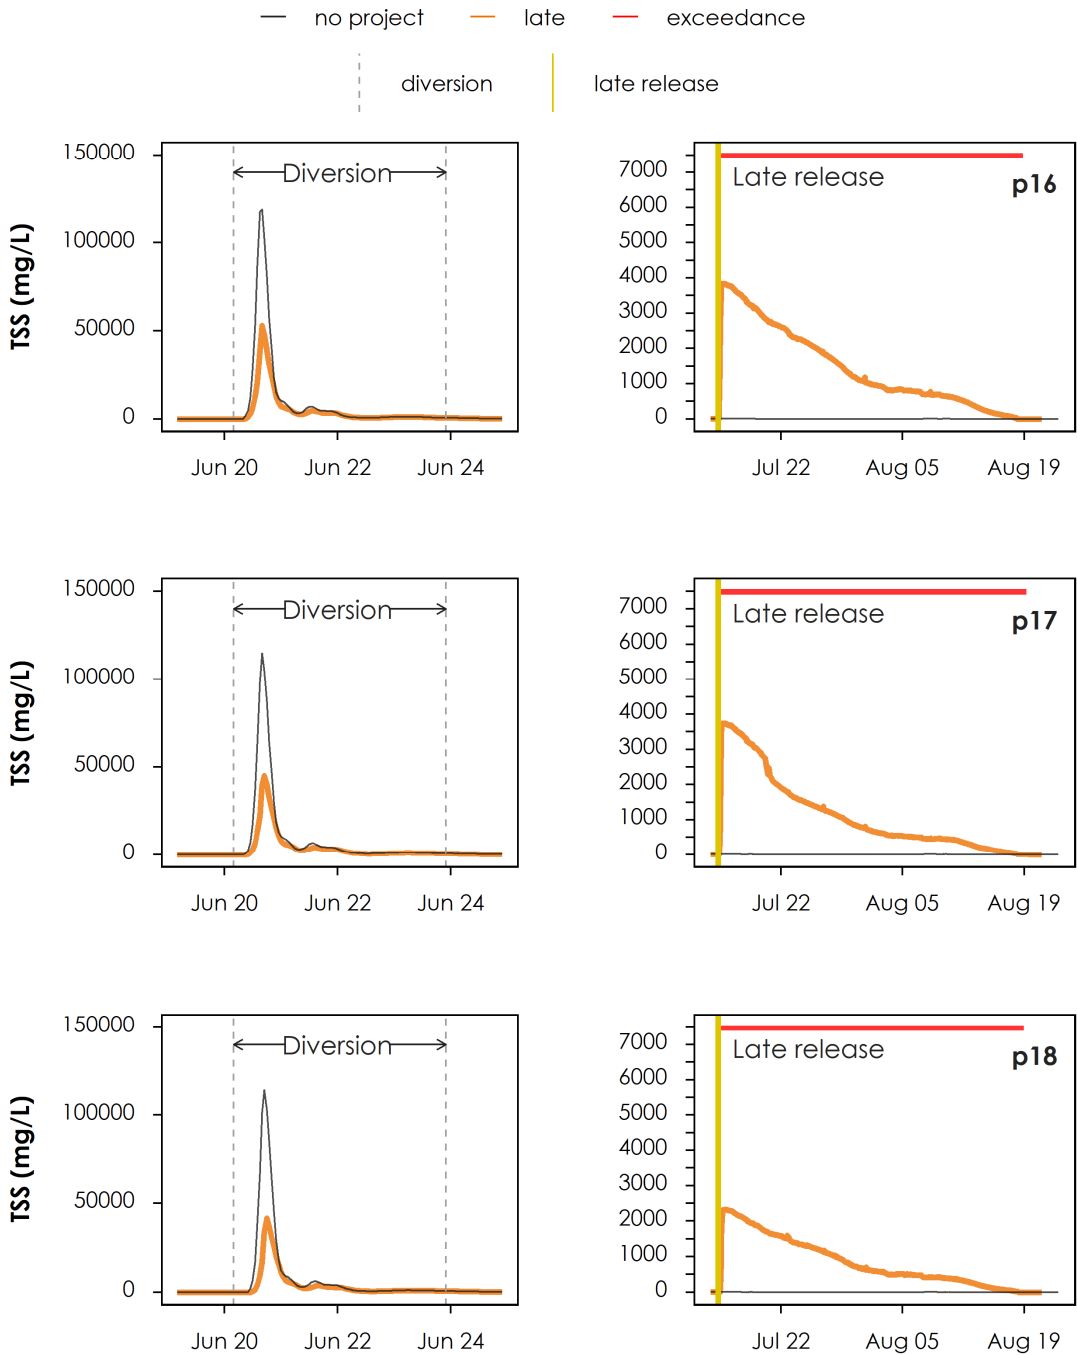 no project late exceedance
diversion late release
TSS (mg/L)
150000
100000
50000
0
Diversion
Jun 20 Jun 22 Jun 24
7000
6000
5000
4000
3000
2000
1000
0
Late release
p16
Jul 22 Aug 05 Aug 19
TSS (mg/L)
150000
100000
50000
0
Diversion
Jun 20 Jun 22 Jun 24
7000
6000
5000
4000
3000
2000
1000
0
Late release
p17
Jul 22 Aug 05 Aug 19
TSS (mg/L)
150000
100000
50000
0
Diversion
Jun 20 Jun 22 Jun 24
7000
6000
5000
4000
3000
2000
1000
0
Late release
p18
Jul 22 Aug 05 Aug 19